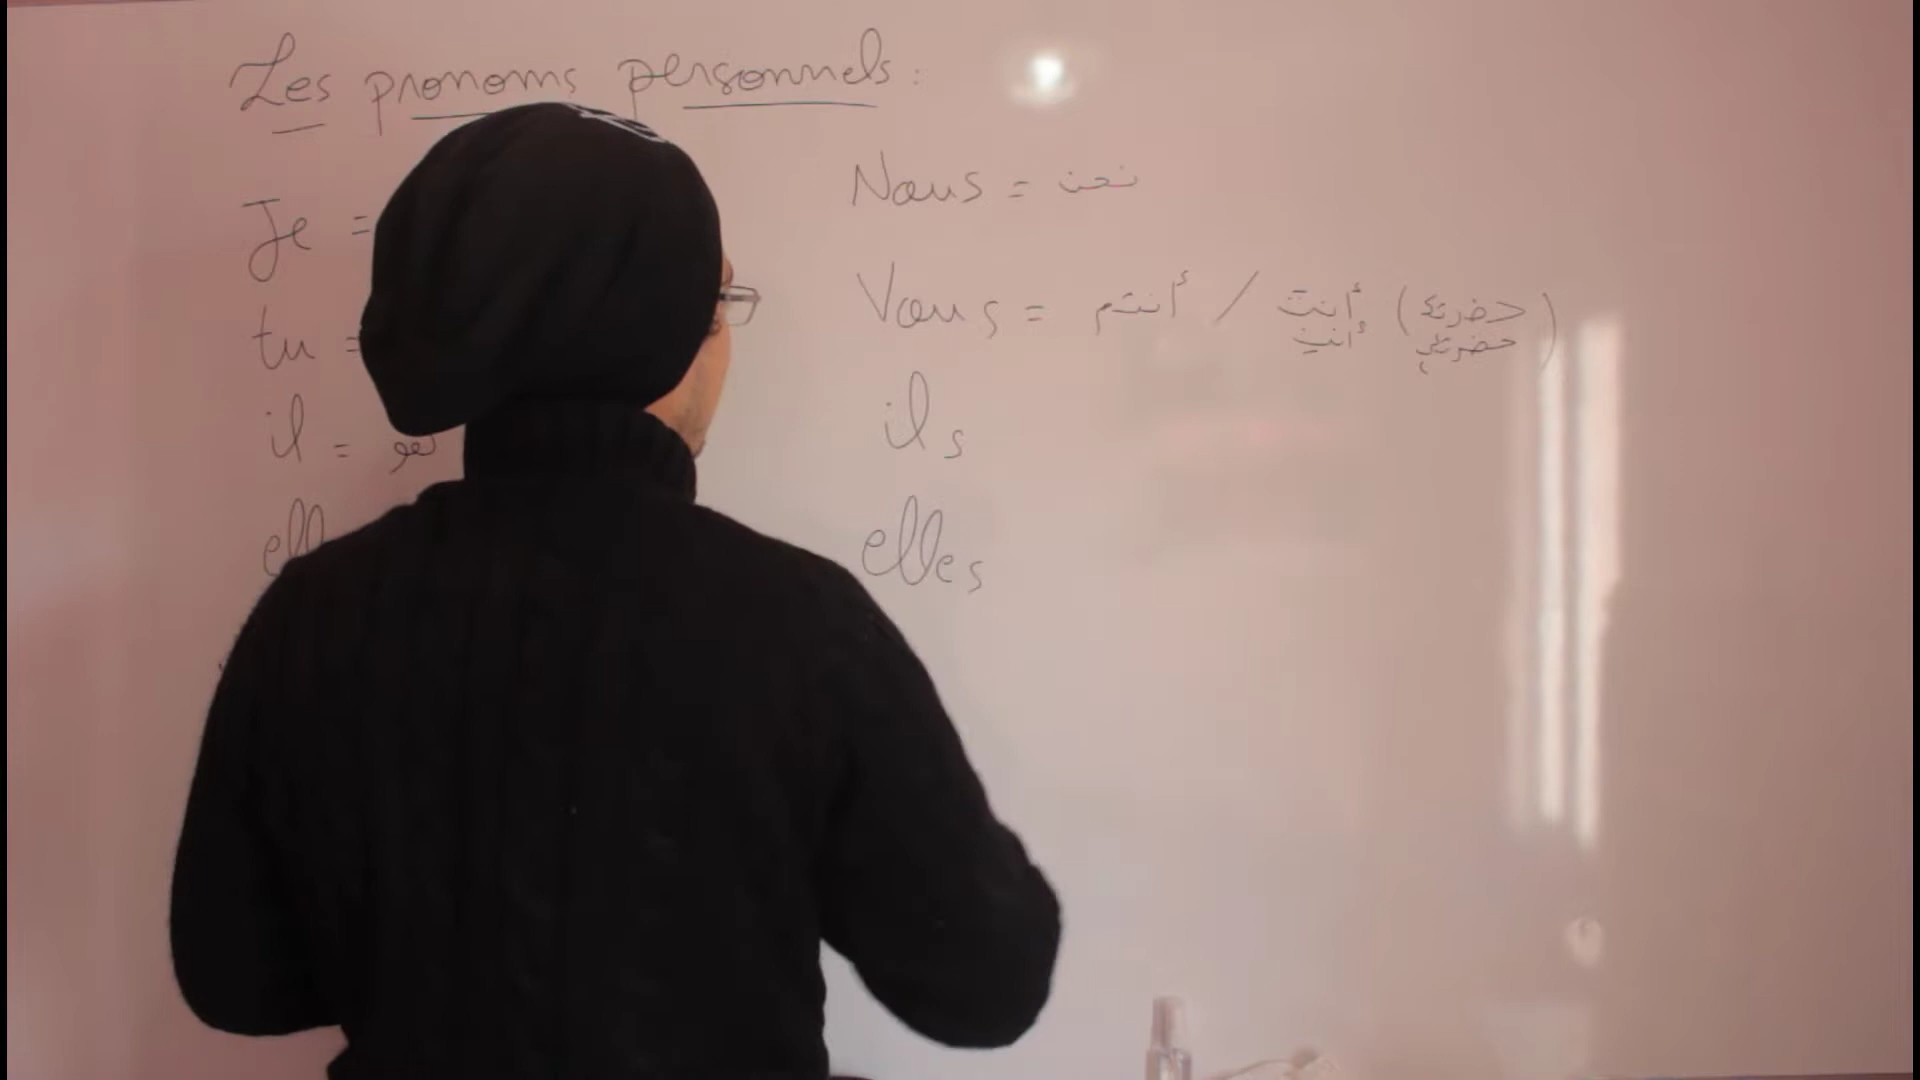 Les pronoms personnels :
Je =
tu =
il = هو
Nous = نحن
Vous = أنتم / أنتَ (حضرتكَ)
أنتِ حضرتكِ
ils
elles